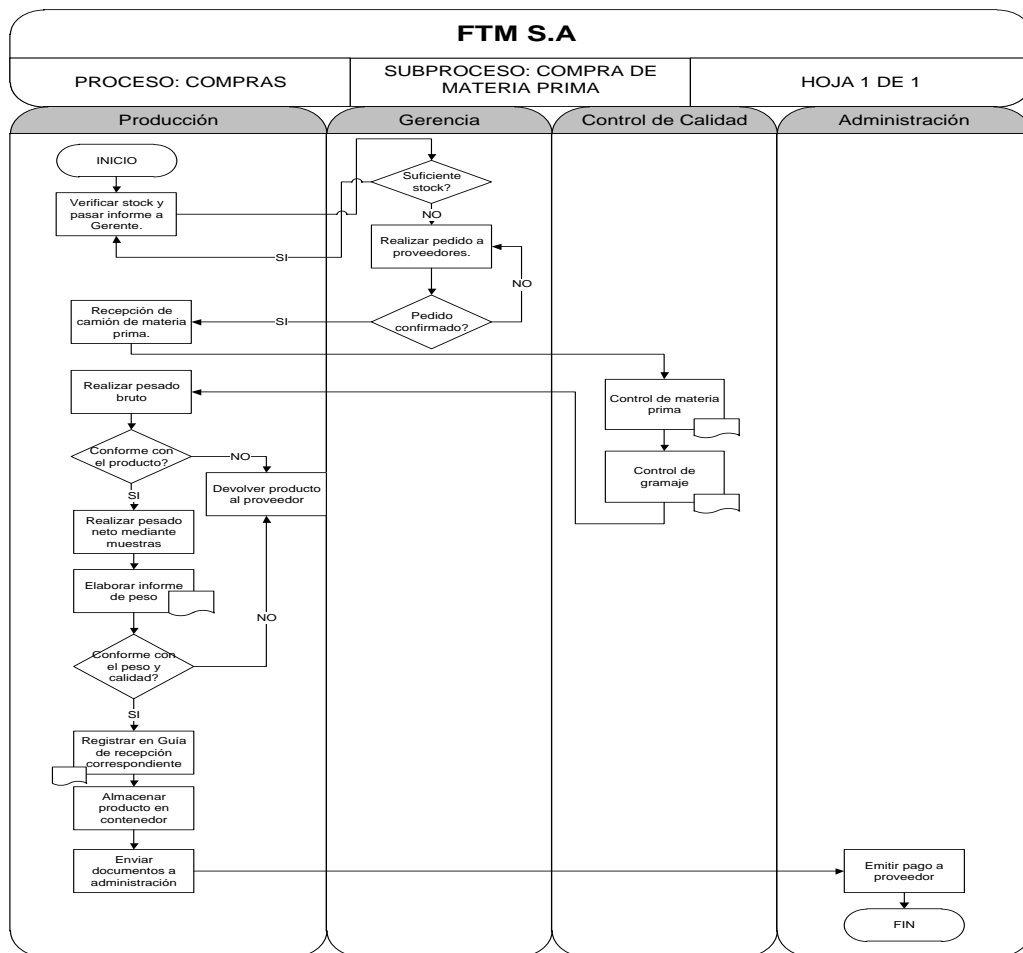 FTM S.A
PROCESO: COMPRAS
SUBPROCESO: COMPRA DE
MATERIA PRIMA
HOJA 1 DE 1
Producción
Gerencia
Control de Calidad
Administración
INICIO
Verificar stock y
pasar informe a
Gerente.
Suficiente
stock?
NO
SI
Realizar pedido a
proveedores.
NO
Pedido
confirmado?
SI
Recepción de
camión de materia
prima.
Control de materia
prima
Control de
gramaje
Realizar pesado
bruto
Conforme con
el producto?
NO
Devolver producto
al proveedor
SI
Realizar pesado
neto mediante
muestras
Elaborar informe
de peso
NO
Conforme con
el peso y
calidad?
SI
Registrar en Guía
de recepción
correspondiente
Almacenar
producto en
contenedor
Enviar
documentos a
administración
Emitir pago a
proveedor
FIN